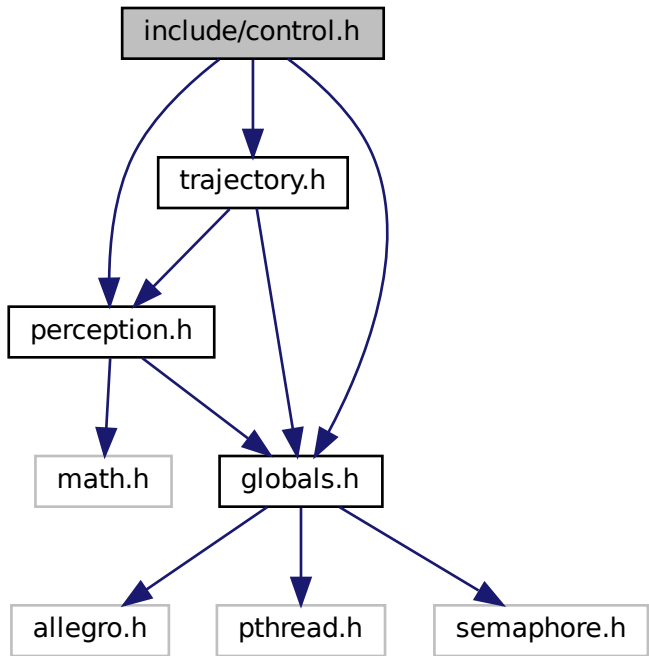 include/control.h
trajectory.h
perception.h
math.h
globals.h
allegro.h
pthread.h
semaphore.h